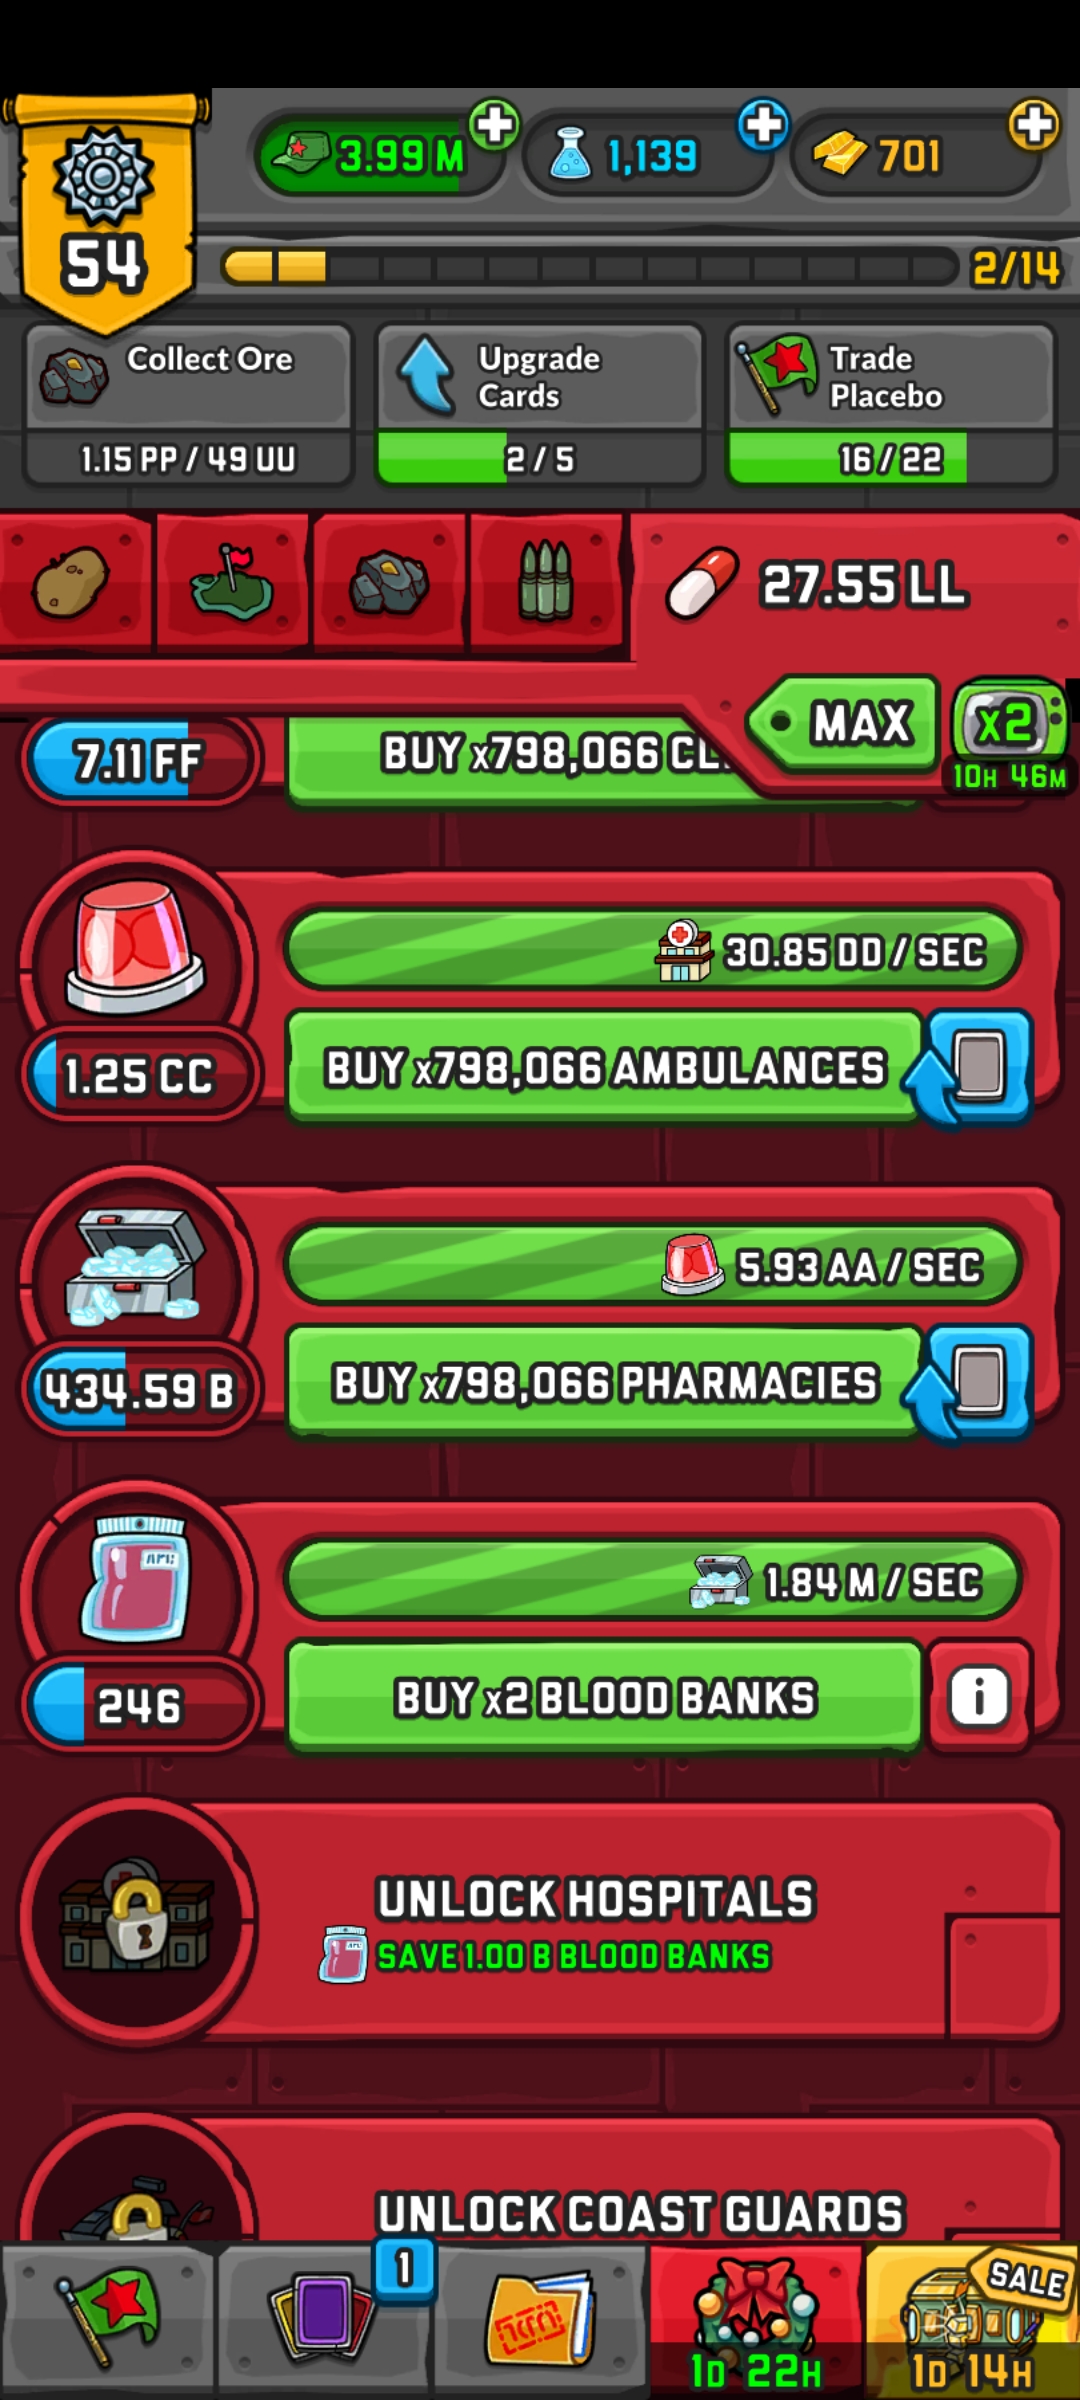 3.99 M
1,139
701
54
2/14
Collect Ore
1.15 PP / 49 UU
Upgrade
Cards
2 / 5
Trade
Placebo
16 / 22
27.55 LL
MAX
x2
10H 46M
7.11 FF
BUY x798,066 CL...
30.85 DD / SEC
1.25 CC
BUY x798,066 AMBULANCES
5.93 AA / SEC
434.59 B
BUY x798,066 PHARMACIES
1.84 M / SEC
246
BUY x2 BLOOD BANKS
i
UNLOCK HOSPITALS
SAVE 1.00 B BLOOD BANKS
UNLOCK COAST GUARDS
1
SALE
1D 22H
1D 14H